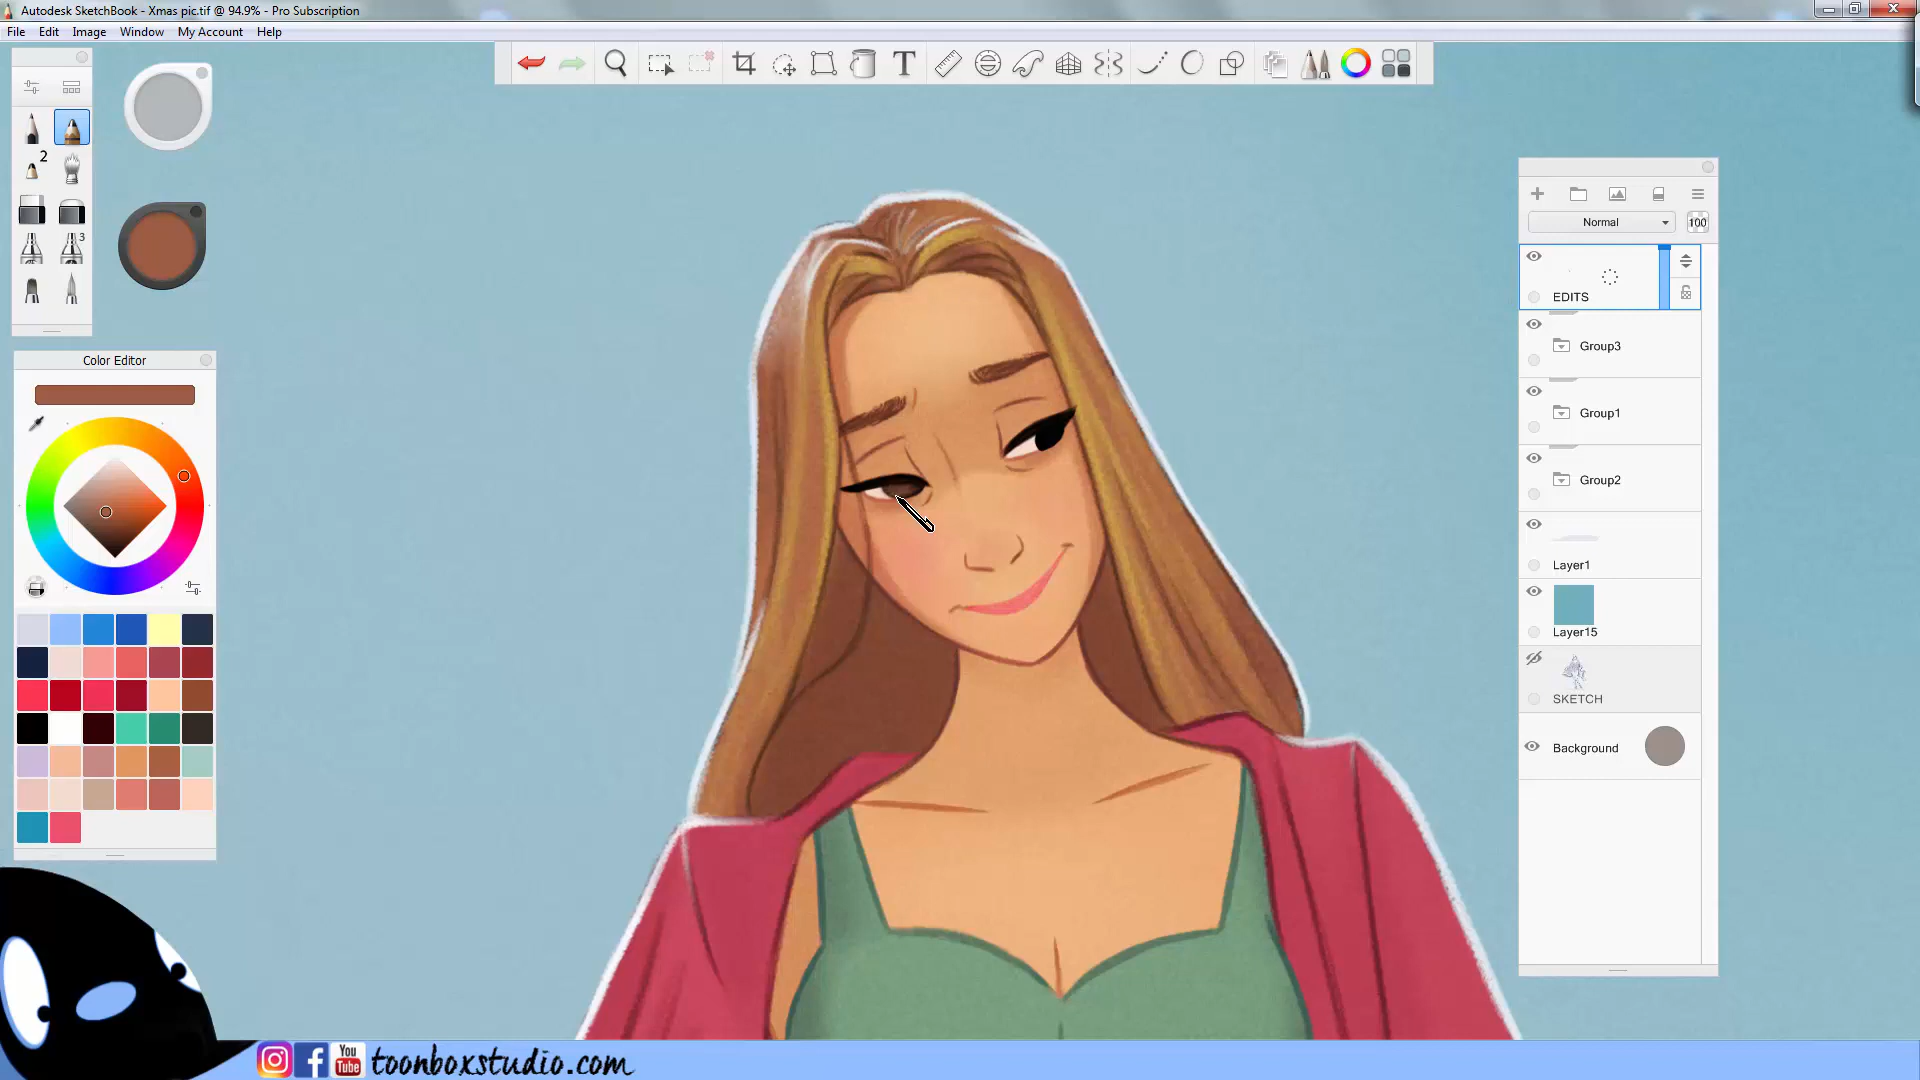 Autodesk SketchBook - Xmas pic.tif @ 94.9% - Pro Subscription
File Edit Image Window My Account Help
T
2
3
Color Editor
Normal 100
EDITS
Group3
Group1
Group2
Layer1
Layer15
SKETCH
Background
You
Tube
toonboxstudio.com